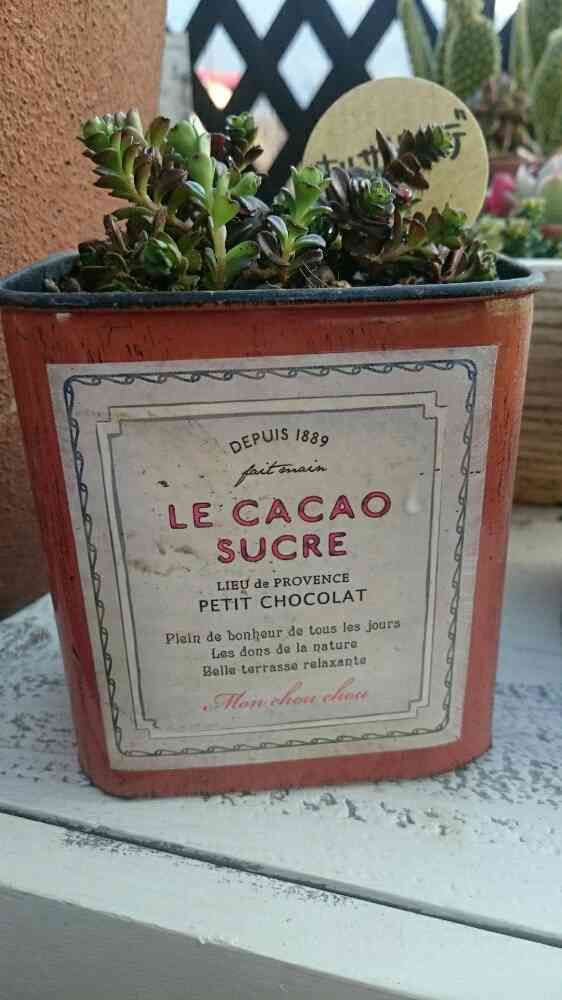 DEPUIS 1889
fait main
LE CACAO
SUCRE
LIEU de PROVENCE
PETIT CHOCOLAT
Plein de bonheur de tous les jours
Les dons de la nature
Belle terrasse relaxante
Mon chou chou